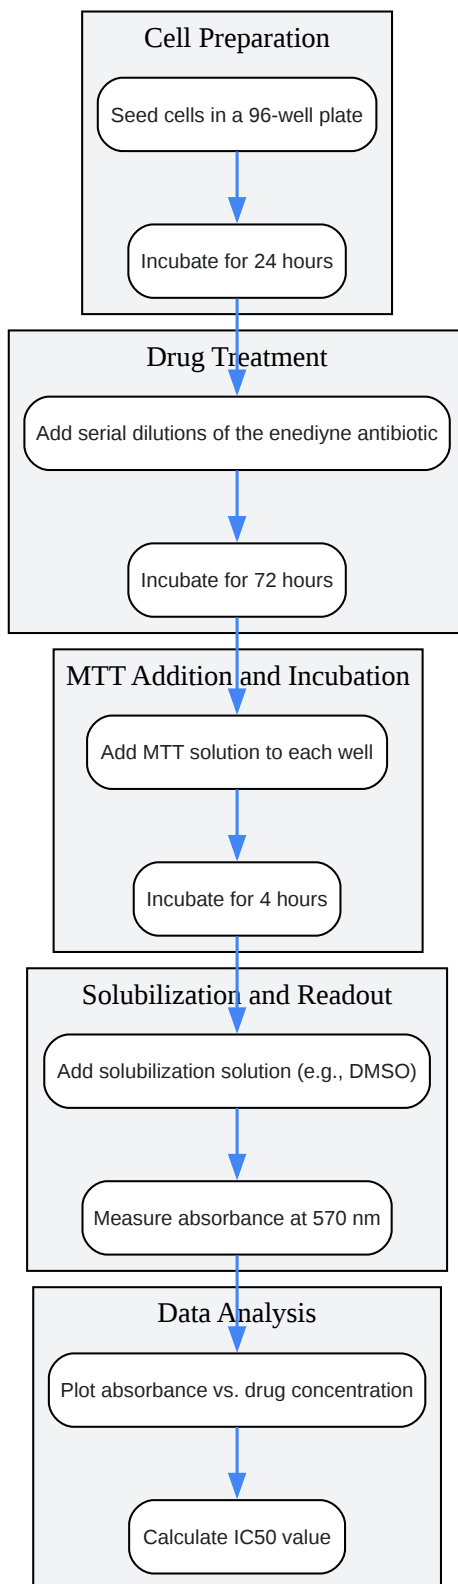 Cell Preparation
Seed cells in a 96-well plate
Incubate for 24 hours
Drug Treatment
Add serial dilutions of the enediyne antibiotic
Incubate for 72 hours
MTT Addition and Incubation
Add MTT solution to each well
Incubate for 4 hours
Solubilization and Readout
Add solubilization solution (e.g., DMSO)
Measure absorbance at 570 nm
Data Analysis
Plot absorbance vs. drug concentration
Calculate IC50 value